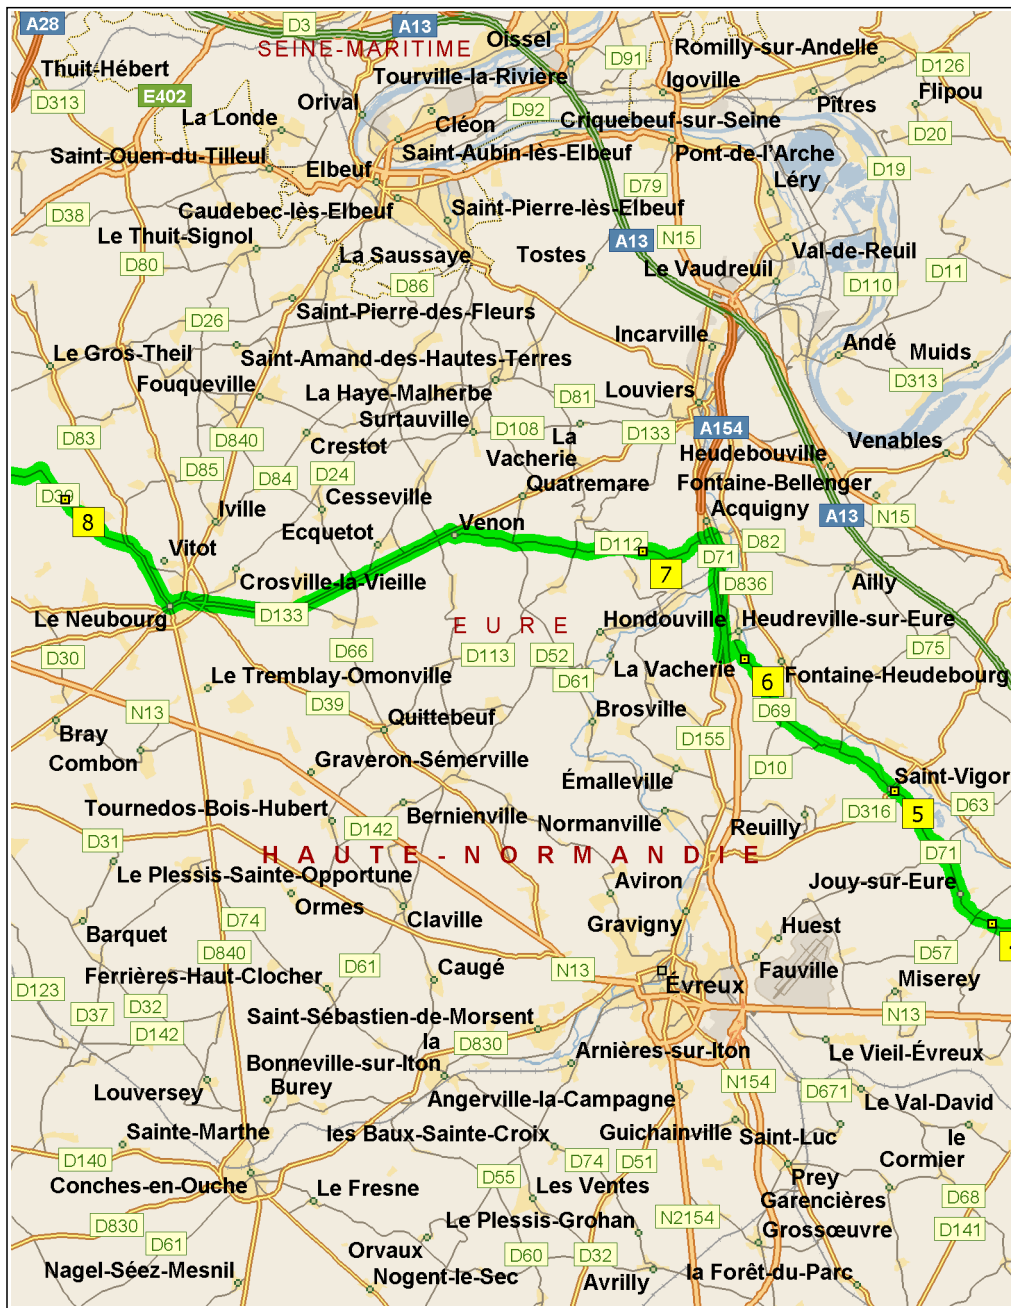 A28
D3
A13
SEINE-MARITIME
Oissel
D91
Romilly-sur-Andelle
Thuit-Hébert
Tourville-la-Rivière
Igoville
D126
D313
E402
Orival
D92
Pîtres
Flipou
La Londe
Cléon
Criquebeuf-sur-Seine
D20
Saint-Ouen-du-Tilleul
Elbeuf
Saint-Aubin-lès-Elbeuf
Pont-de-l'Arche
D19
Léry
D79
D38
Caudebec-lès-Elbeuf
Saint-Pierre-lès-Elbeuf
Le Thuit-Signol
A13
N15
Val-de-Reuil
D80
La Saussaye
Tostes
Le Vaudreuil
D11
D86
D110
Saint-Pierre-des-Fleurs
D26
Incarville
Andé
Muids
Le Gros-Theil
Saint-Amand-des-Hautes-Terres
Fouqueville
La Haye-Malherbe
D81
Louviers
D313
Surtauville
D83
D840
Crestot
D108
La
Vacherie
D133
A154
Heudebouville
Venables
D85
D84
D24
Fontaine-Bellenger
D39
Cesseville
Quatremare
Acquigny
8
Iville
Venon
A13
N15
Vitot
Ecquetot
D112
D71
D82
7
Crosville-la-Vieille
D836
Ailly
Le Neubourg
D133
EURE
Hondouville
Heudreville-sur-Eure
D30
D66
D113
D52
D75
Le Tremblay-Omonville
D61
La Vacherie
6
Fontaine-Heudebourg
N13
D39
Quittebeuf
Brosville
D69
Bray
D155
Combon
Graveron-Sémerville
D10
Émalleville
Saint-Vigor
Tournedos-Bois-Hubert
Bernienville
Normanville
Reuilly
D316
5
D63
D31
D142
HAUTE-NORMANDIE
D71
Le Plessis-Sainte-Opportune
Aviron
Jouy-sur-Eure
Ormes
Claville
Gravigny
Huest
Barquet
D74
D840
D57
Ferrières-Haut-Clocher
D61
Caugé
N13
Fauville
D123
Évreux
Miserey
D32
D37
Saint-Sébastien-de-Morsent
N13
D142
la
Bonneville-sur-Iton
D830
Arnières-sur-Iton
Le Vieil-Évreux
Louversey
Burey
N154
D671
Angerville-la-Campagne
Le Val-David
Sainte-Marthe
les Baux-Sainte-Croix
Guichainville
Saint-Luc
le
Cormier
D140
D74
D51
Conches-en-Ouche
D55
Prey
Le Fresne
Les Ventes
Garencières
D68
D830
Le Plessis-Grohan
N2154
Grossœuvre
D141
D61
Orvaux
D60
D32
Nagel-Séez-Mesnil
Nogent-le-Sec
Avrilly
la Forêt-du-Parc